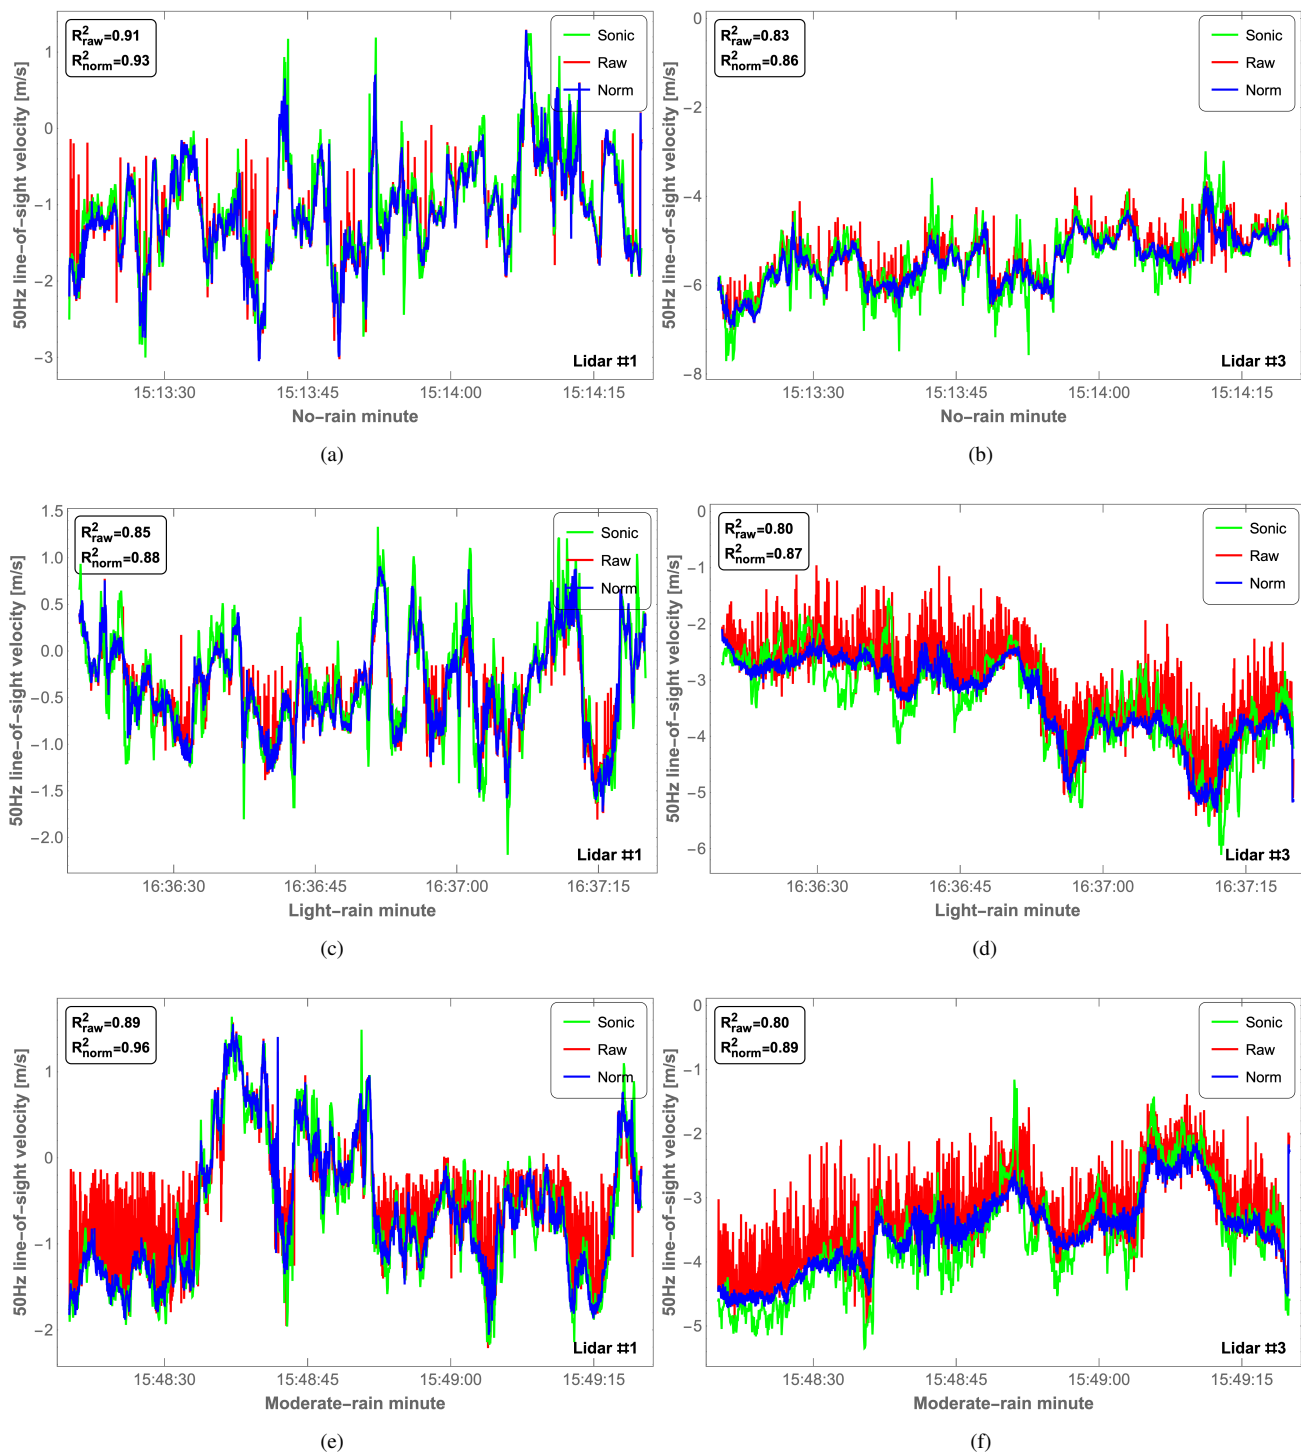 R²raw=0.91
R²norm=0.93
Sonic
Raw
Norm
50Hz line-of-sight velocity [m/s]
1
0
−1
−2
−3
Lidar #1
15:13:30
15:13:45
15:14:00
15:14:15
No-rain minute
(a)
R²raw=0.83
R²norm=0.86
Sonic
Raw
Norm
50Hz line-of-sight velocity [m/s]
0
−2
−4
−6
−8
Lidar #3
15:13:30
15:13:45
15:14:00
15:14:15
No-rain minute
(b)
R²raw=0.85
R²norm=0.88
Sonic
Raw
Norm
50Hz line-of-sight velocity [m/s]
1.5
1.0
0.5
0.0
−0.5
−1.0
−1.5
−2.0
Lidar #1
16:36:30
16:36:45
16:37:00
16:37:15
Light-rain minute
(c)
R²raw=0.80
R²norm=0.87
Sonic
Raw
Norm
50Hz line-of-sight velocity [m/s]
0
−1
−2
−3
−4
−5
−6
Lidar #3
16:36:30
16:36:45
16:37:00
16:37:15
Light-rain minute
(d)
R²raw=0.89
R²norm=0.96
Sonic
Raw
Norm
50Hz line-of-sight velocity [m/s]
1
0
−1
−2
Lidar #1
15:48:30
15:48:45
15:49:00
15:49:15
Moderate-rain minute
(e)
R²raw=0.80
R²norm=0.89
Sonic
Raw
Norm
50Hz line-of-sight velocity [m/s]
0
−1
−2
−3
−4
−5
Lidar #3
15:48:30
15:48:45
15:49:00
15:49:15
Moderate-rain minute
(f)